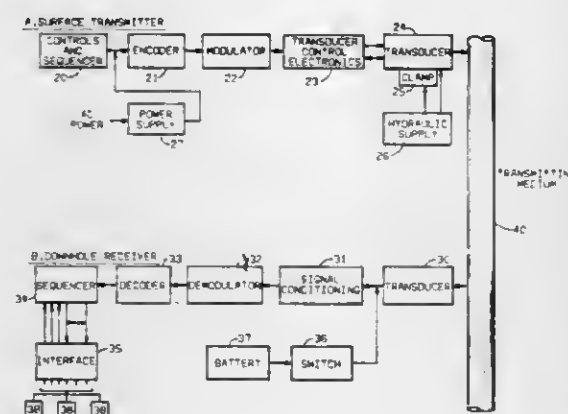 A. SURFACE TRANSMITTER
CONTROLS
AND
SEQUENCER
20
ENCODER
21
MODULATOR
22
TRANSDUCER
CONTROL
ELECTRONICS
23
24
TRANSDUCER
CLAMP
25
AC
POWER
POWER
SUPPLY
27
HYDRAULIC
SUPPLY
26
TRANSMITTING
MEDIUM
40
B. DOWNHOLE RECEIVER
SEQUENCER
34
33
DECODER
32
DEMODULATOR
31
SIGNAL
CONDITIONING
30
TRANSDUCER
INTERFACE
35
37
BATTERY
36
SWITCH
38 38 38